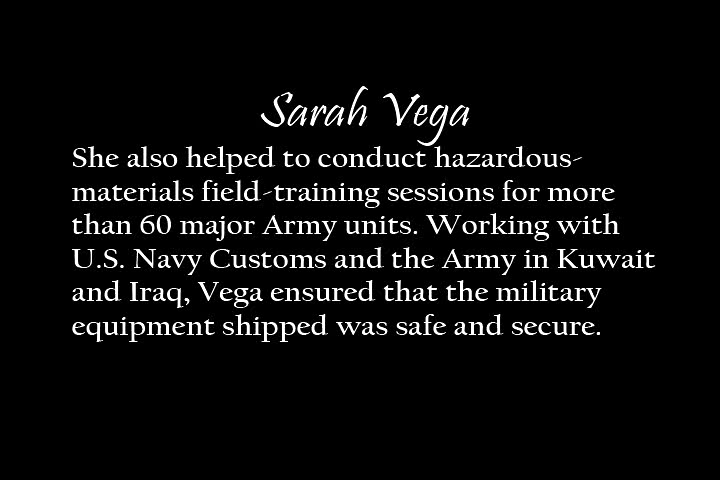 Sarah Vega
She also helped to conduct hazardous-
materials field-training sessions for more
than 60 major Army units. Working with
U.S. Navy Customs and the Army in Kuwait
and Iraq, Vega ensured that the military
equipment shipped was safe and secure.